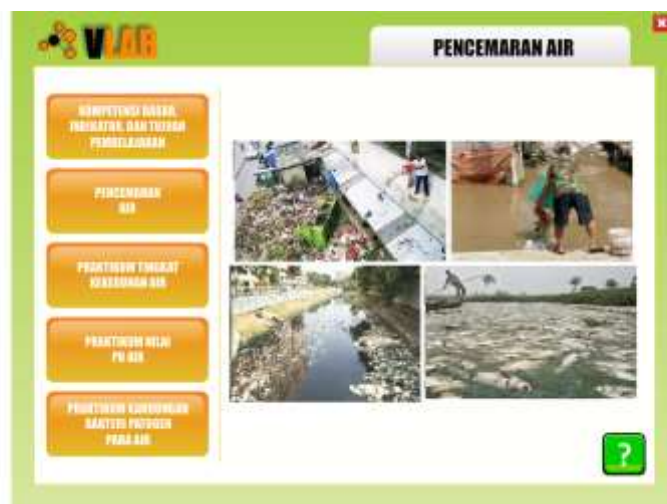 VLAB
PENCEMARAN AIR
KOMPETENSI DASAR,
INDIKATOR, DAN TUJUAN
PEMBELAJARAN
PENCEMARAN
AIR
PRAKTIKUM TINGKAT
KEKERUHAN AIR
PRAKTIKUM NILAI
PH AIR
PRAKTIKUM KANDUNGAN
BAKTERI PATOGEN
PADA AIR
?